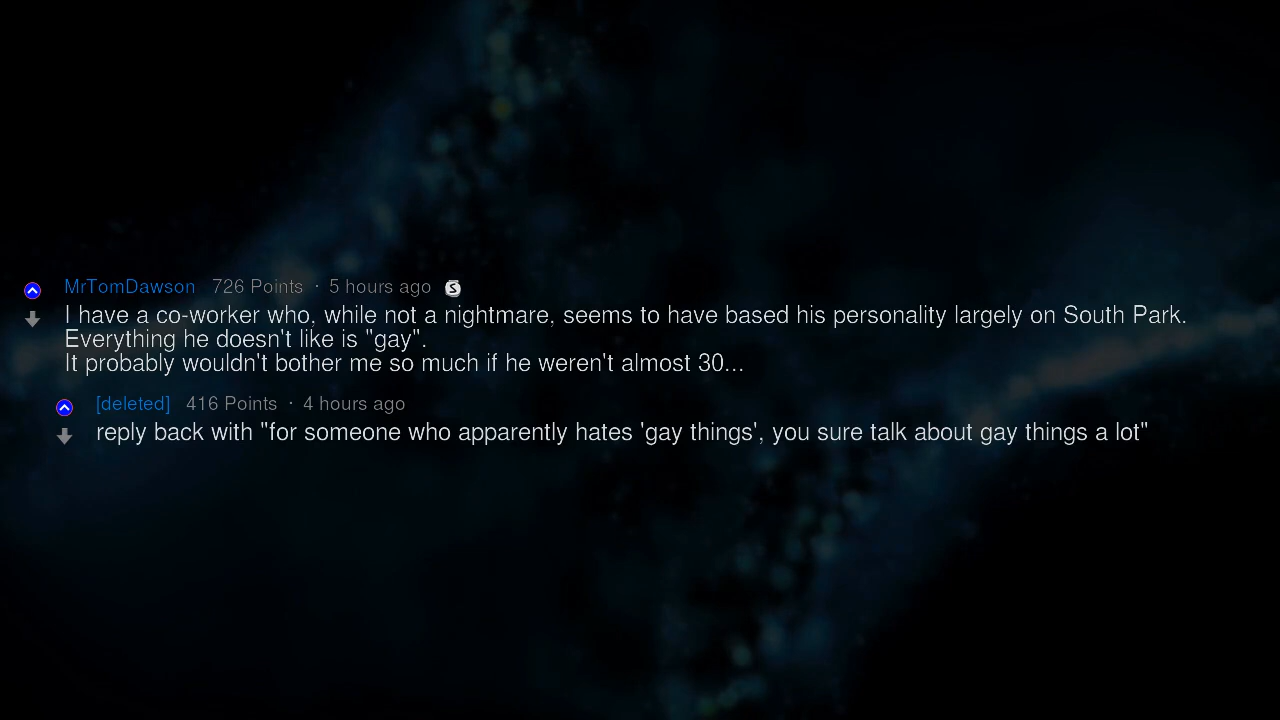 MrTomDawson 726 Points · 5 hours ago
I have a co-worker who, while not a nightmare, seems to have based his personality largely on South Park.
Everything he doesn't like is "gay".
It probably wouldn't bother me so much if he weren't almost 30...
[deleted] 416 Points · 4 hours ago
reply back with "for someone who apparently hates 'gay things', you sure talk about gay things a lot"